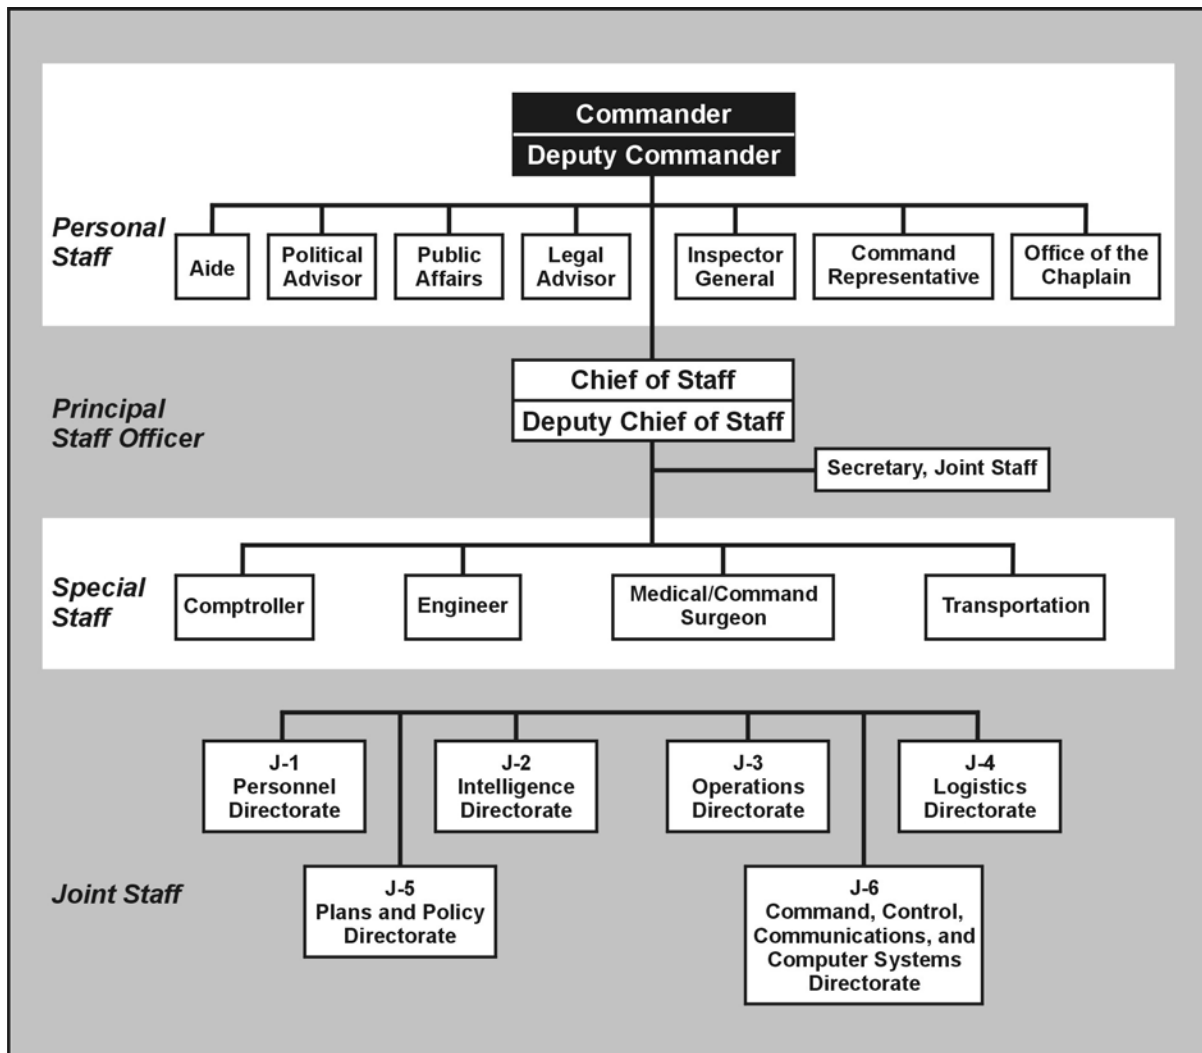 Commander
Deputy Commander
Personal
Staff
Aide
Political
Advisor
Public
Affairs
Legal
Advisor
Inspector
General
Command
Representative
Office of the
Chaplain
Principal
Staff Officer
Chief of Staff
Deputy Chief of Staff
Secretary, Joint Staff
Special
Staff
Comptroller
Engineer
Medical/Command
Surgeon
Transportation
Joint Staff
J-1
Personnel
Directorate
J-2
Intelligence
Directorate
J-3
Operations
Directorate
J-4
Logistics
Directorate
J-5
Plans and Policy
Directorate
J-6
Command, Control,
Communications, and
Computer Systems
Directorate